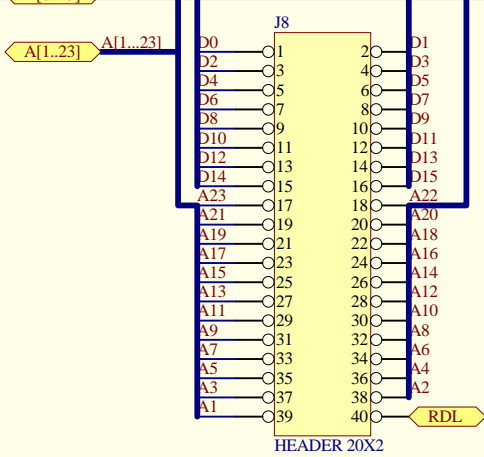 J8
A[1..23] A[1...23]
D0 1 2 D1
D2 3 4 D3
D4 5 6 D5
D6 7 8 D7
D8 9 10 D9
D10 11 12 D11
D12 13 14 D13
D14 15 16 D15
A23 17 18 A22
A21 19 20 A20
A19 21 22 A18
A17 23 24 A16
A15 25 26 A14
A13 27 28 A12
A11 29 30 A10
A9 31 32 A8
A7 33 34 A6
A5 35 36 A4
A3 37 38 A2
A1 39 40 RDL
HEADER 20X2